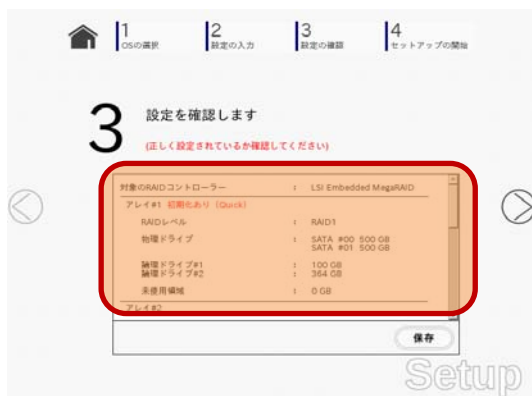 1 OSの選択
2 設定の入力
3 設定の確認
4 セットアップの開始
3 設定を確認します
(正しく設定されているか確認してください)
対象のRAIDコントローラー : LSI Embedded MegaRAID
アレイ#1 初期化あり (Quick)
RAIDレベル : RAID1
物理ドライブ : SATA #00 500 GB
SATA #01 500 GB
論理ドライブ#1 : 100 GB
論理ドライブ#2 : 364 GB
未使用領域 : 0 GB
アレイ#2
保存
Setup